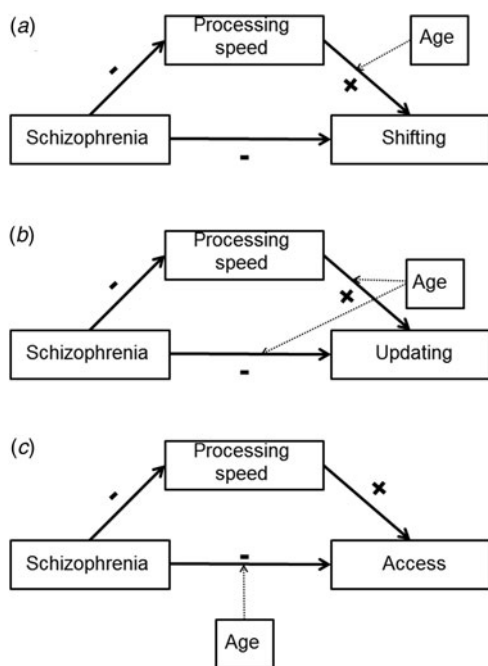 (a)
Processing
speed
Age
Schizophrenia
Shifting
-
+
-
(b)
Processing
speed
Age
Schizophrenia
Updating
-
+
-
(c)
Processing
speed
Schizophrenia
Access
-
+
-
Age